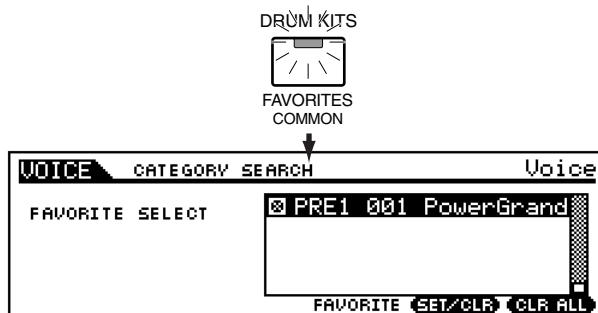 DRUM KITS
FAVORITES
COMMON
VOICE CATEGORY SEARCH Voice
FAVORITE SELECT
PRE1 001 PowerGrand
FAVORITE SET/CLR CLR ALL